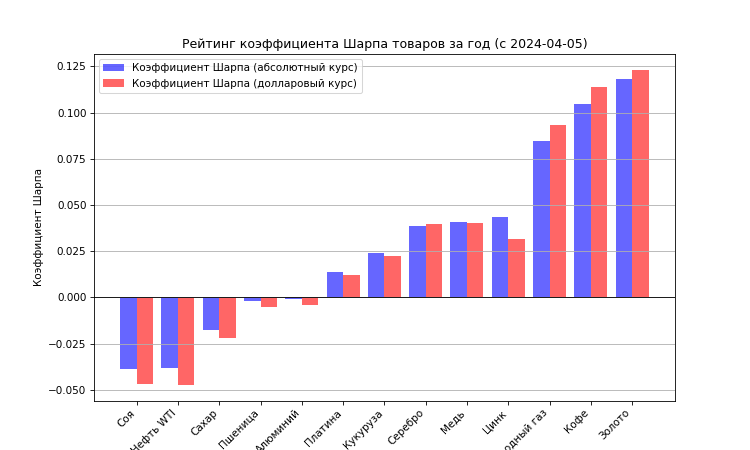 Рейтинг коэффициента Шарпа товаров за год (с 2024-04-05)
Коэффициент Шарпа (абсолютный курс)
Коэффициент Шарпа (долларовый курс)
Коэффициент Шарпа
0.125
0.100
0.075
0.050
0.025
0.000
−0.025
−0.050
Соя
Нефть WTI
Сахар
Пшеница
Алюминий
Платина
Кукуруза
Серебро
Медь
Цинк
одный газ
Кофе
Золото